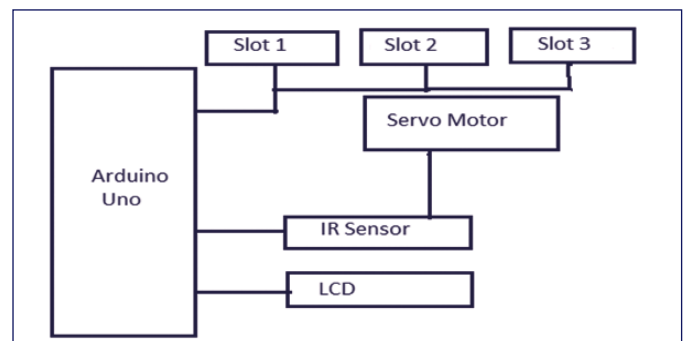 Slot 1
Slot 2
Slot 3
Servo Motor
Arduino
Uno
IR Sensor
LCD